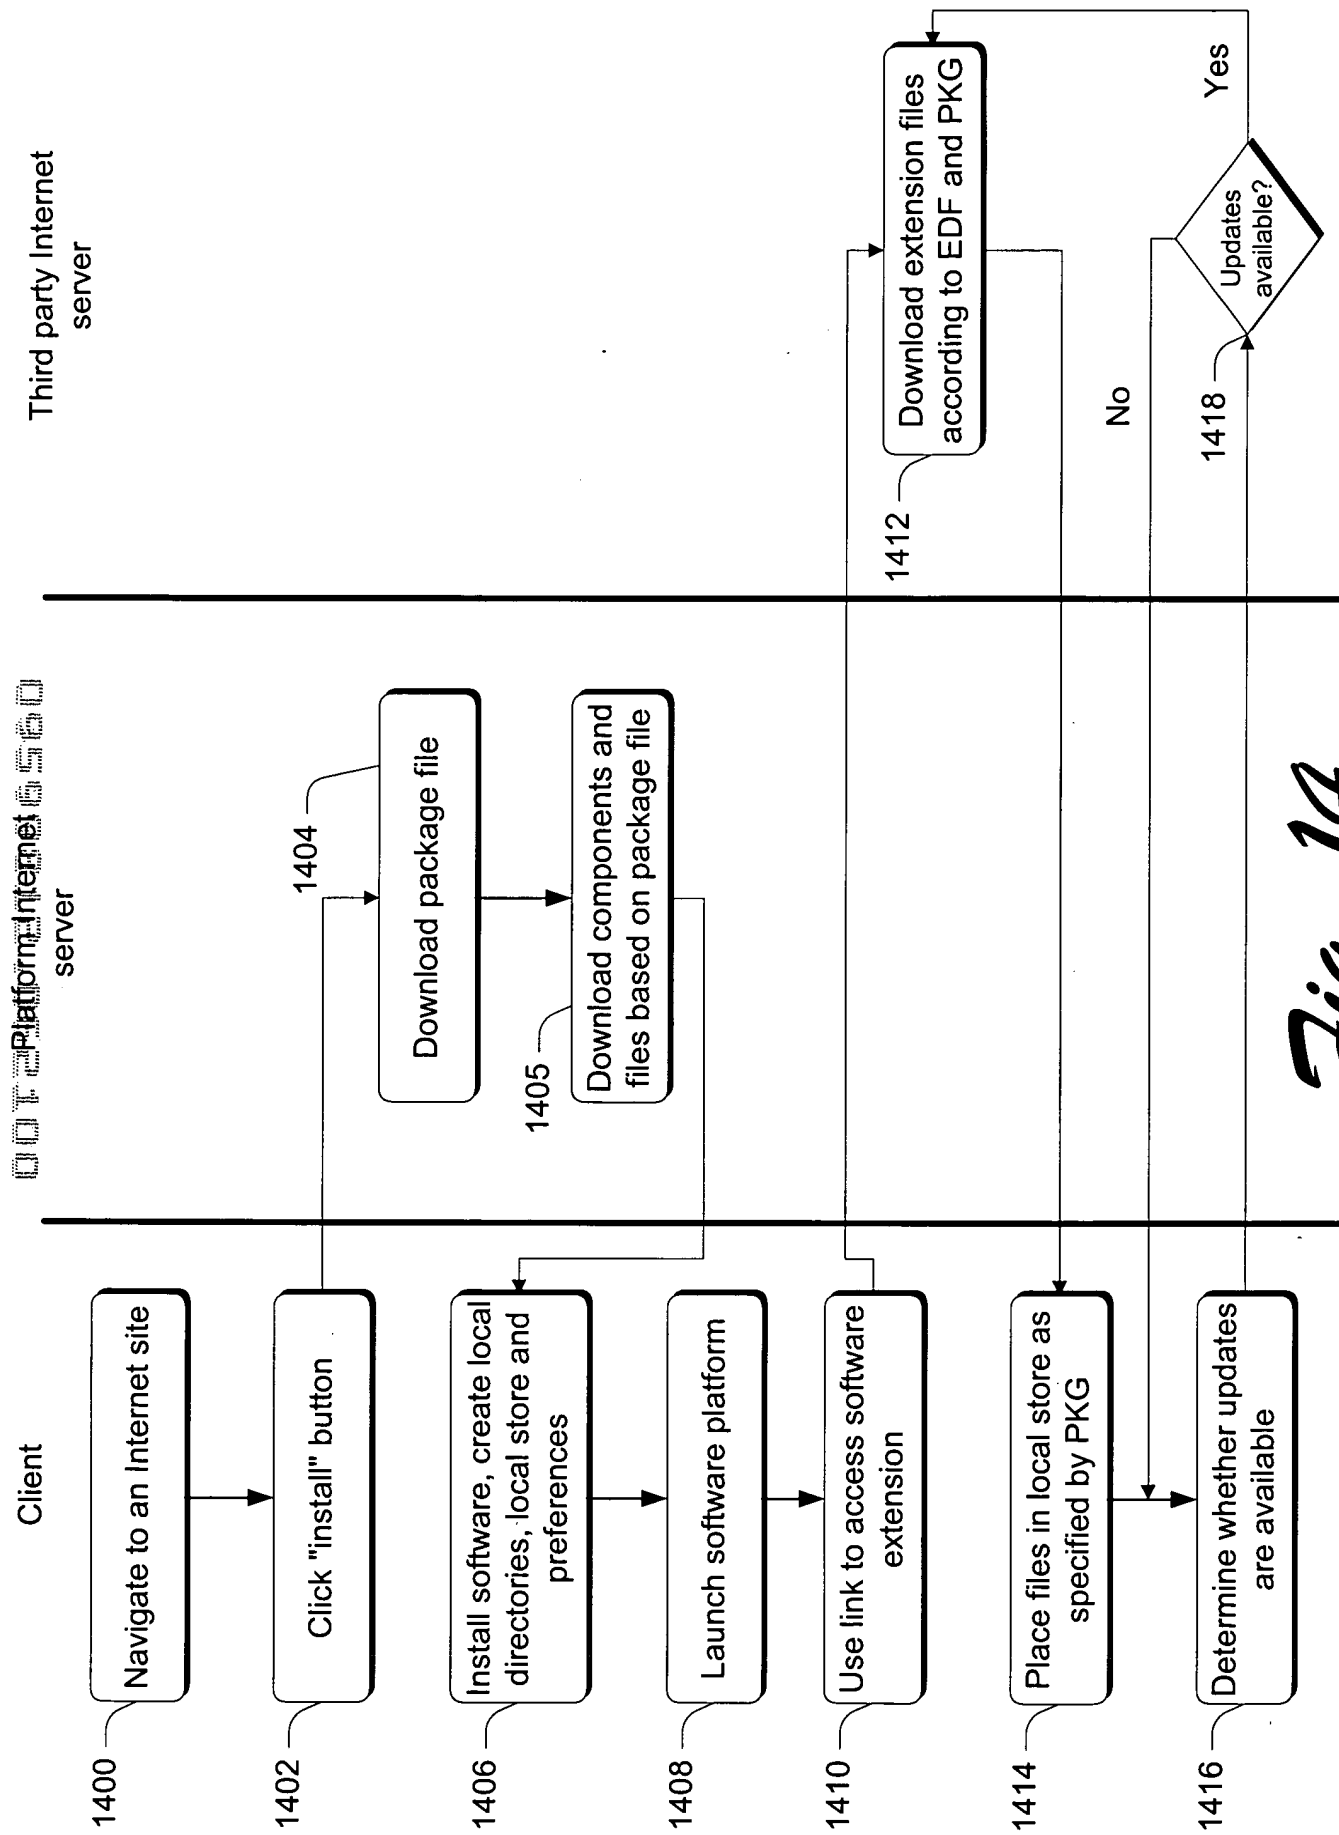 Client
Platform Internet
server
Third party Internet
server
1400
Navigate to an Internet site
1402
Click "install" button
1404
Download package file
1405
Download components and
files based on package file
1406
Install software, create local
directories, local store and
preferences
1408
Launch software platform
1410
Use link to access software
extension
1412
Download extension files
according to EDF and PKG
1414
Place files in local store as
specified by PKG
No
1416
Determine whether updates
are available
1418
Updates
available?
Yes
Fig. 14